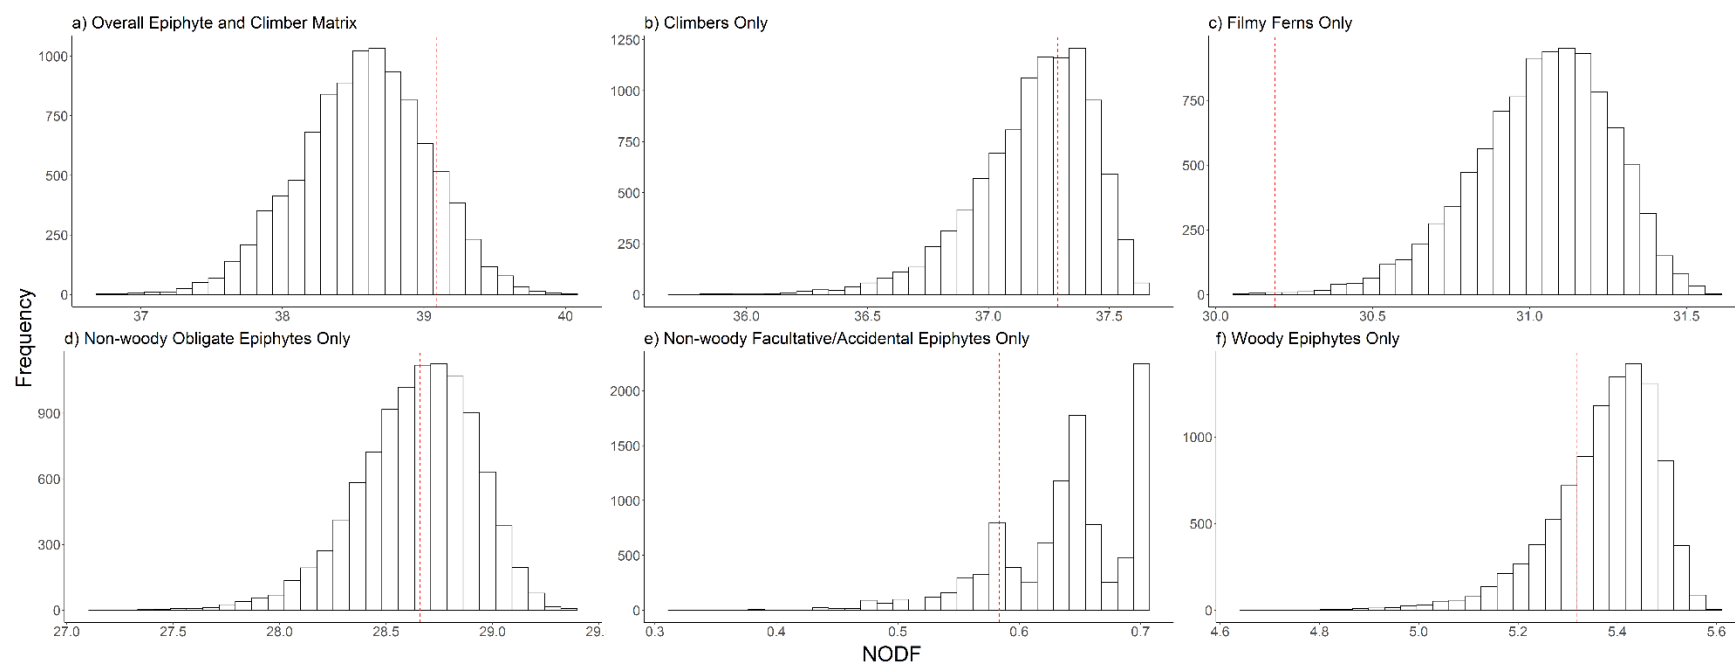 a) Overall Epiphyte and Climber Matrix
1000
750
500
250
0
37 38 39 40
b) Climbers Only
1250
1000
750
500
250
0
36.0 36.5 37.0 37.5
c) Filmy Ferns Only
750
500
250
0
30.0 30.5 31.0 31.5
Frequency
d) Non-woody Obligate Epiphytes Only
900
600
300
0
27.0 27.5 28.0 28.5 29.0 29.
e) Non-woody Facultative/Accidental Epiphytes Only
2000
1500
1000
500
0
0.3 0.4 0.5 0.6 0.7
f) Woody Epiphytes Only
1000
500
0
4.6 4.8 5.0 5.2 5.4 5.6
NODF